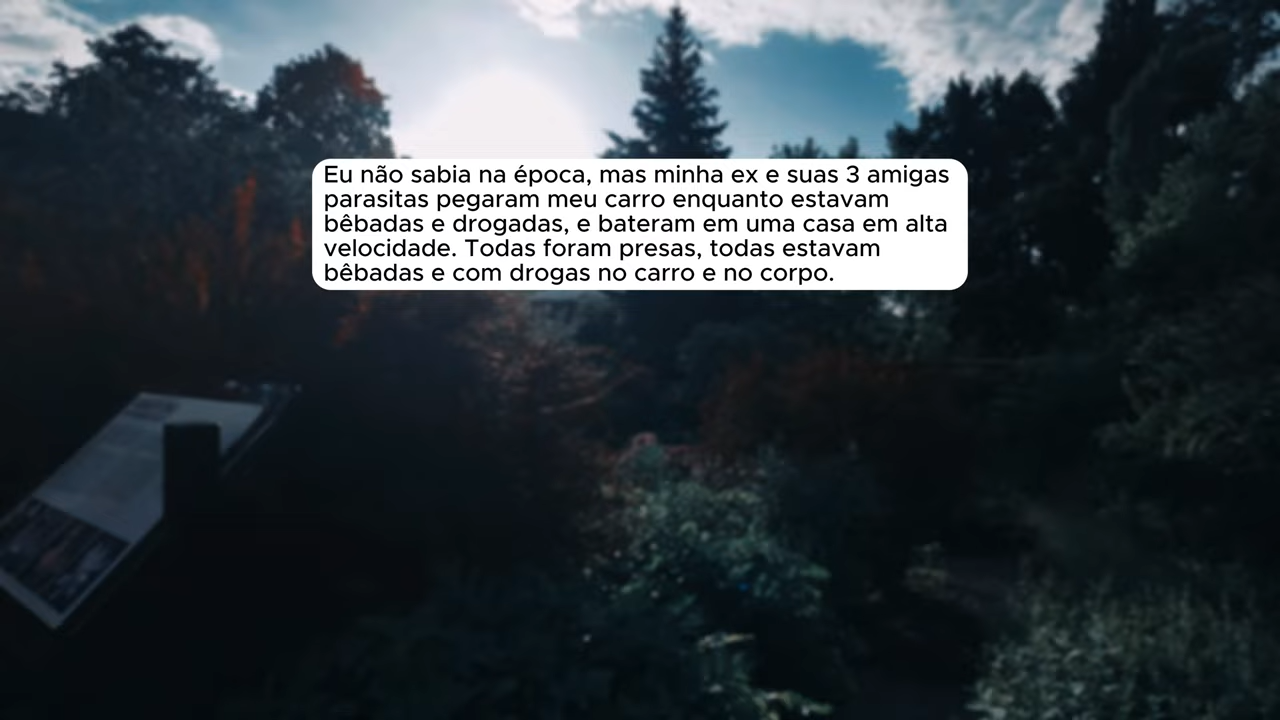 Eu não sabia na época, mas minha ex e suas 3 amigas
parasitas pegaram meu carro enquanto estavam
bêbadas e drogadas, e bateram em uma casa em alta
velocidade. Todas foram presas, todas estavam
bêbadas e com drogas no carro e no corpo.